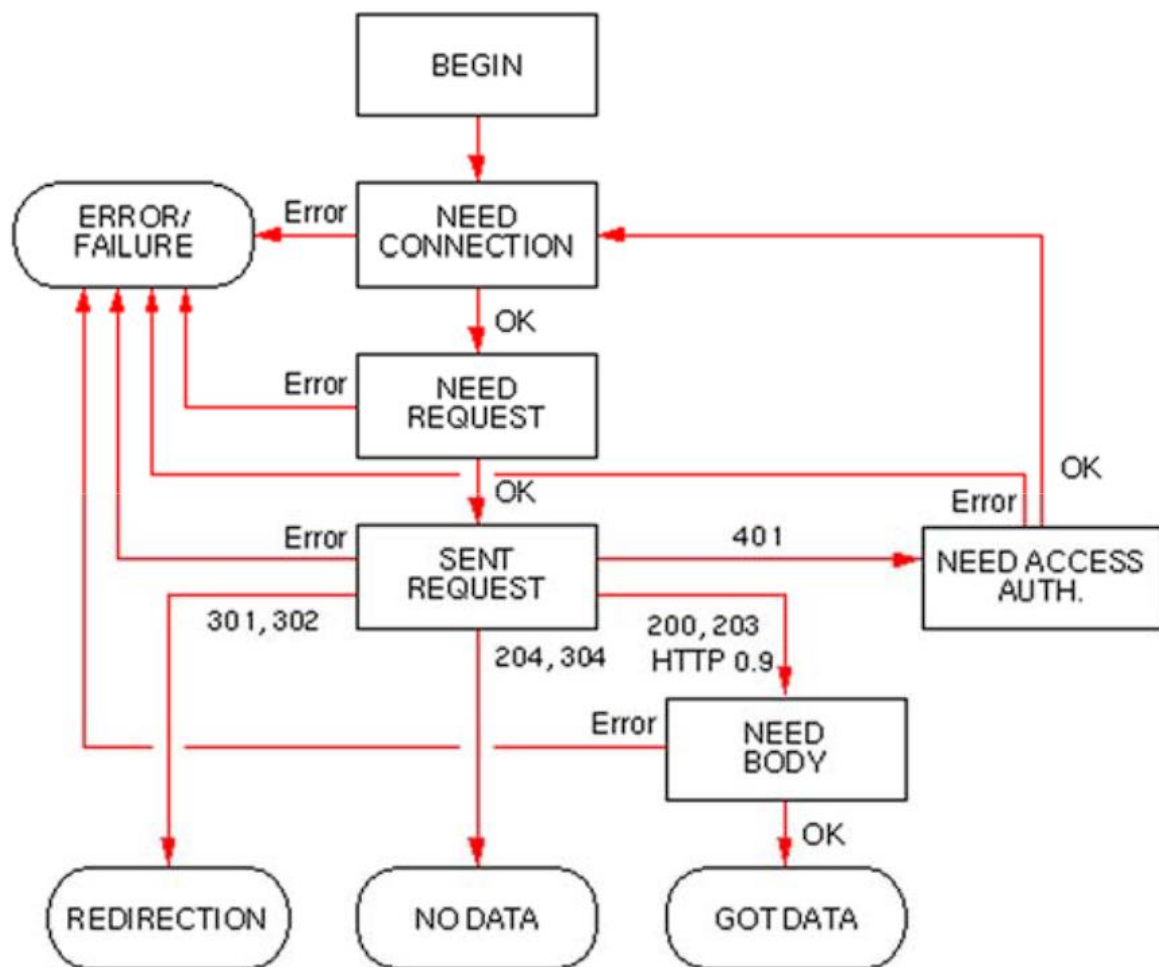 BEGIN
ERROR/
FAILURE
Error
NEED
CONNECTION
OK
Error
NEED
REQUEST
OK
OK
Error
Error
SENT
REQUEST
401
NEED ACCESS
AUTH.
301, 302
204, 304
200, 203
HTTP 0.9
Error
NEED
BODY
OK
REDIRECTION
NO DATA
GOT DATA